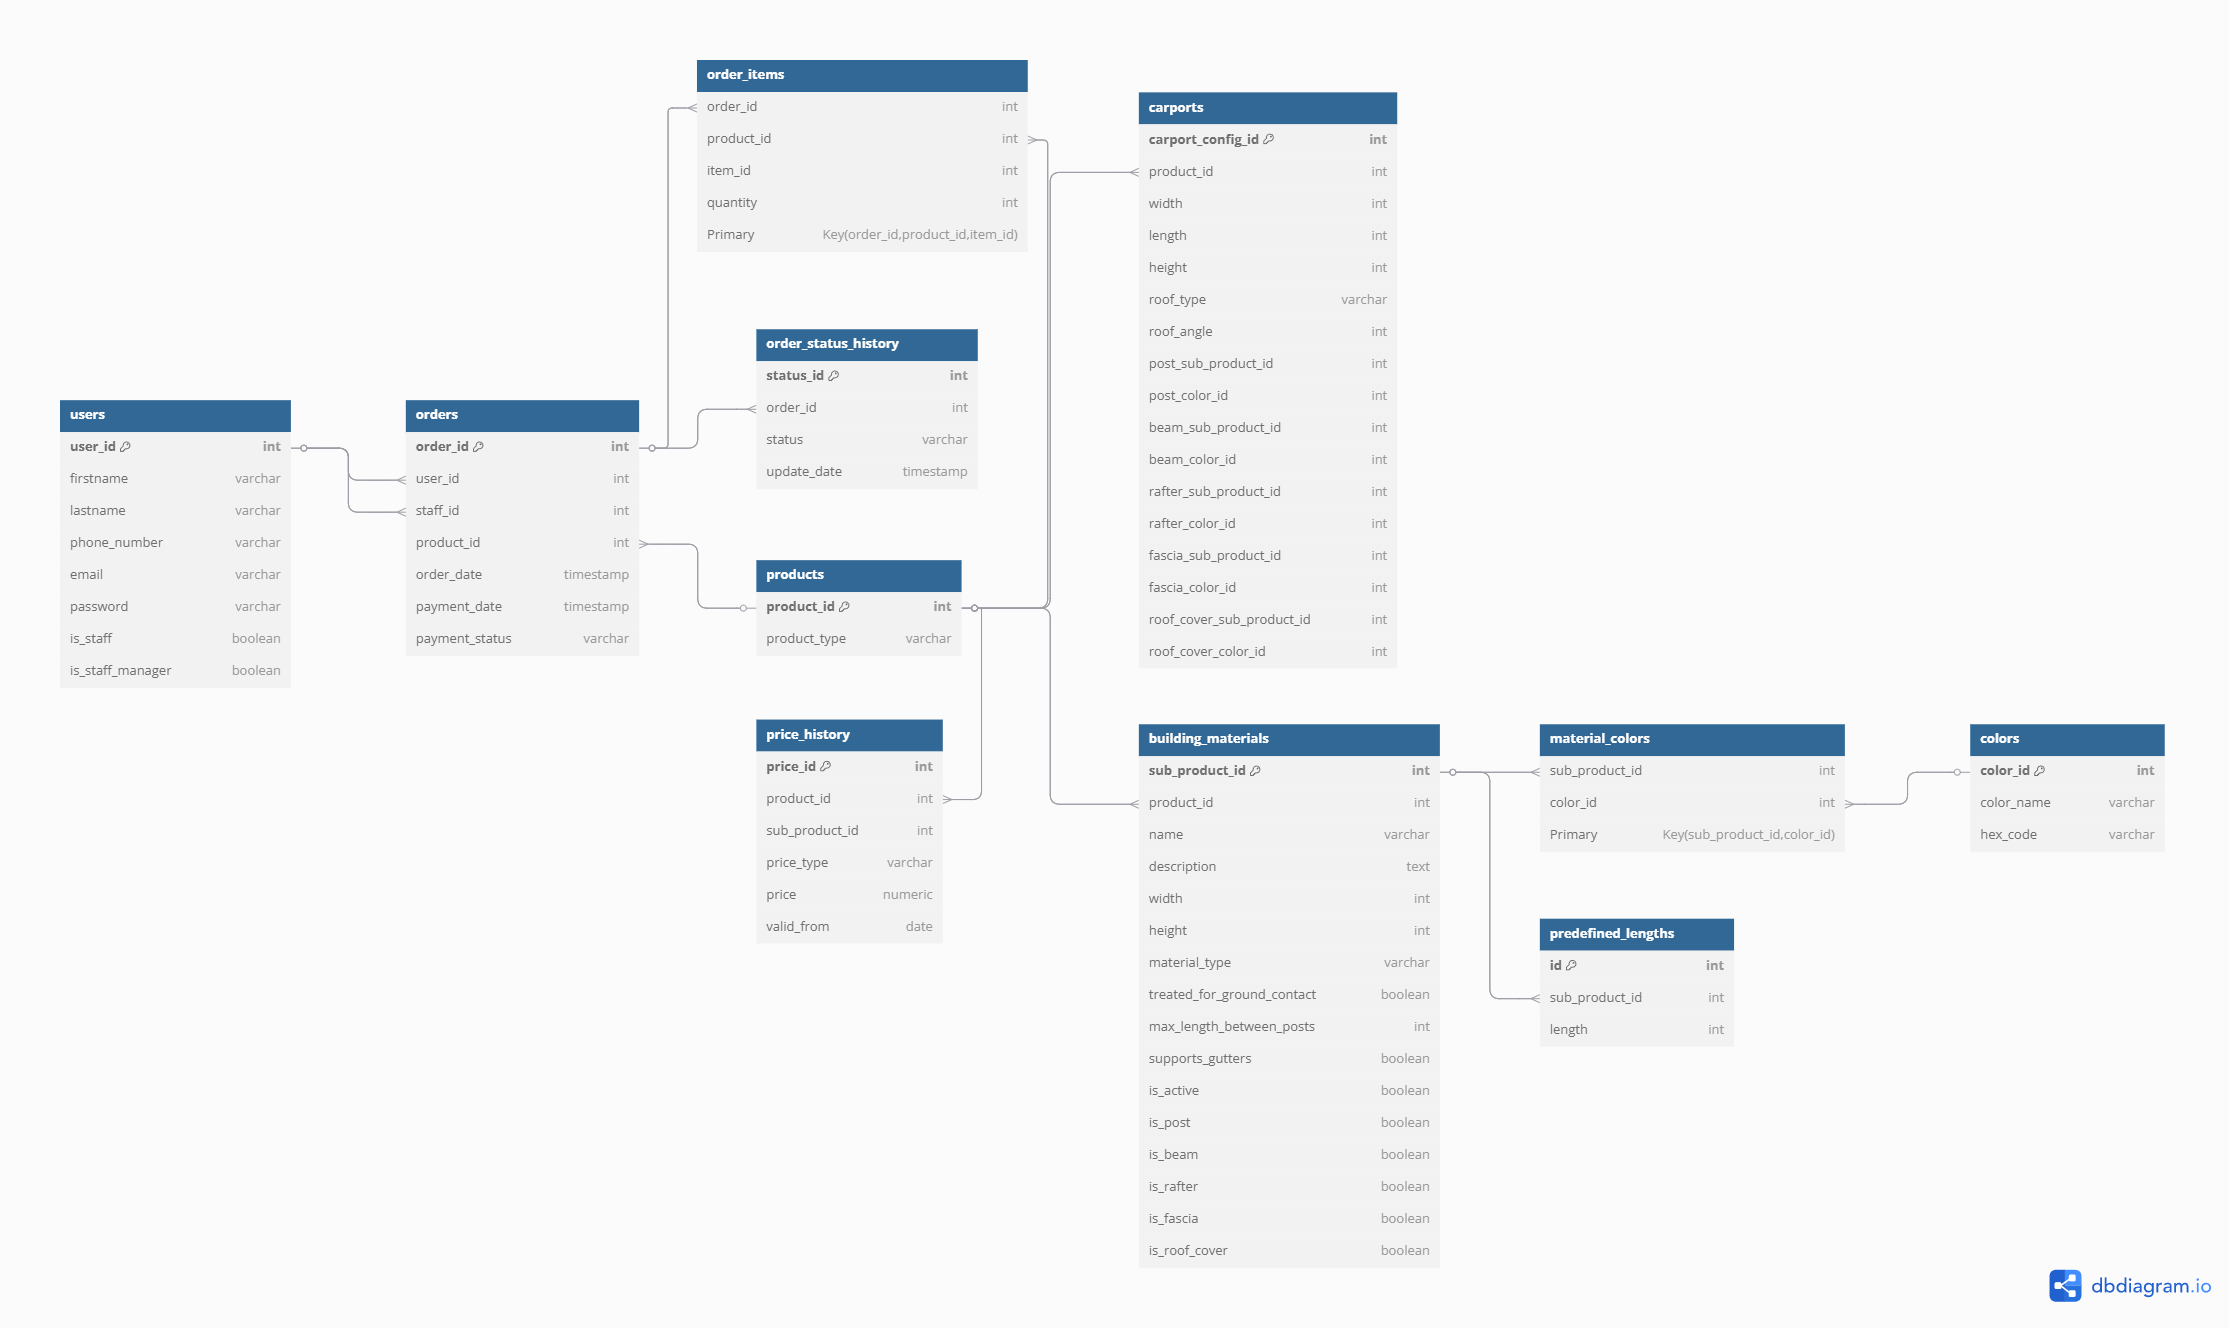 order_items
order_id int
product_id int
item_id int
quantity int
Primary Key(order_id,product_id,item_id)
carports
carport_config_id int
product_id int
width int
length int
height int
roof_type varchar
roof_angle int
post_sub_product_id int
post_color_id int
beam_sub_product_id int
beam_color_id int
rafter_sub_product_id int
rafter_color_id int
fascia_sub_product_id int
fascia_color_id int
roof_cover_sub_product_id int
roof_cover_color_id int
order_status_history
status_id int
order_id int
status varchar
update_date timestamp
users
user_id int
firstname varchar
lastname varchar
phone_number varchar
email varchar
password varchar
is_staff boolean
is_staff_manager boolean
orders
order_id int
user_id int
staff_id int
product_id int
order_date timestamp
payment_date timestamp
payment_status varchar
products
product_id int
product_type varchar
price_history
price_id int
product_id int
sub_product_id int
price_type varchar
price numeric
valid_from date
building_materials
sub_product_id int
product_id int
name varchar
description text
width int
height int
material_type varchar
treated_for_ground_contact boolean
max_length_between_posts int
supports_gutters boolean
is_active boolean
is_post boolean
is_beam boolean
is_rafter boolean
is_fascia boolean
is_roof_cover boolean
material_colors
sub_product_id int
color_id int
Primary Key(sub_product_id,color_id)
colors
color_id int
color_name varchar
hex_code varchar
predefined_lengths
id int
sub_product_id int
length int
dbdiagram.io